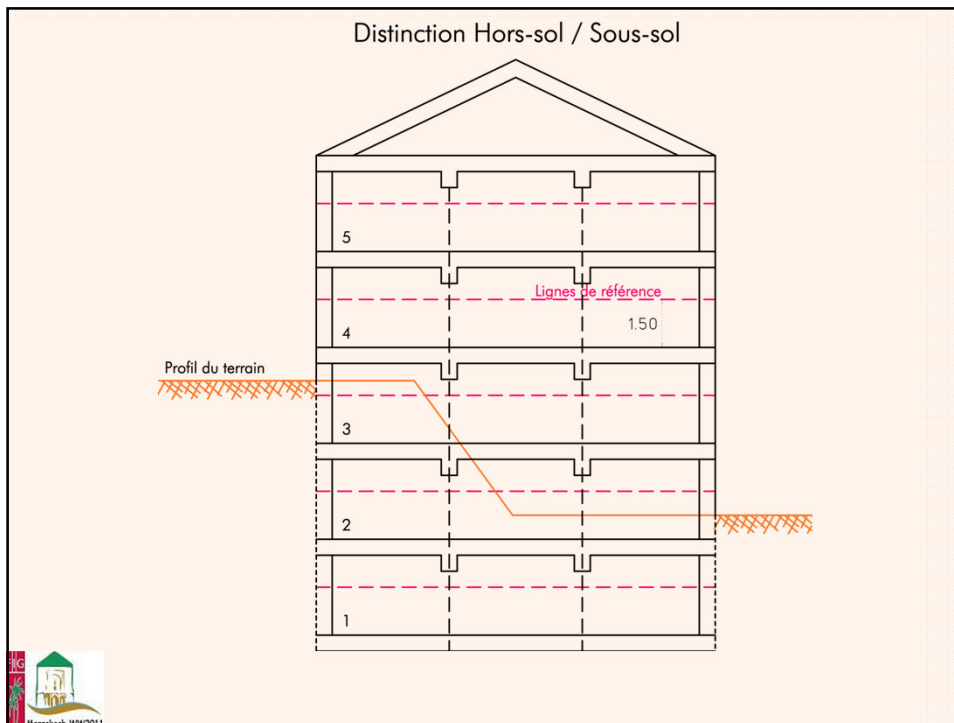 Distinction Hors-sol / Sous-sol
5
Lignes de référence
1.50
4
Profil du terrain
3
2
1